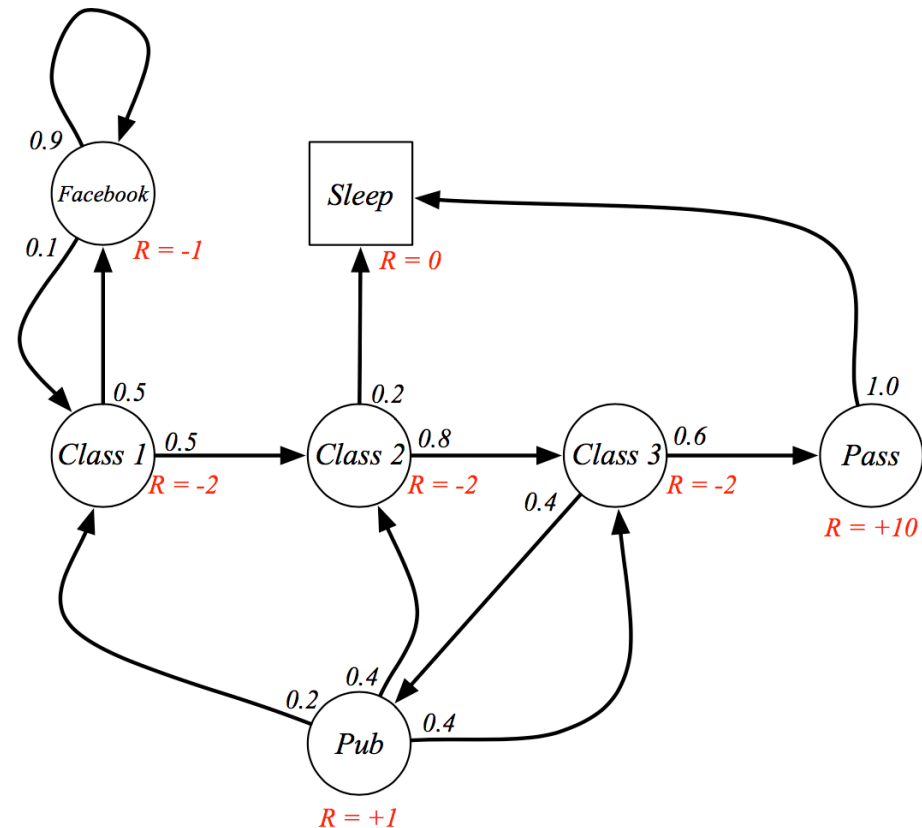 0.9
Facebook
0.1
R = -1
Sleep
R = 0
0.5
0.2
1.0
Class 1
0.5
R = -2
Class 2
0.8
R = -2
Class 3
0.6
R = -2
Pass
R = +10
0.4
0.2
0.4
0.4
Pub
R = +1